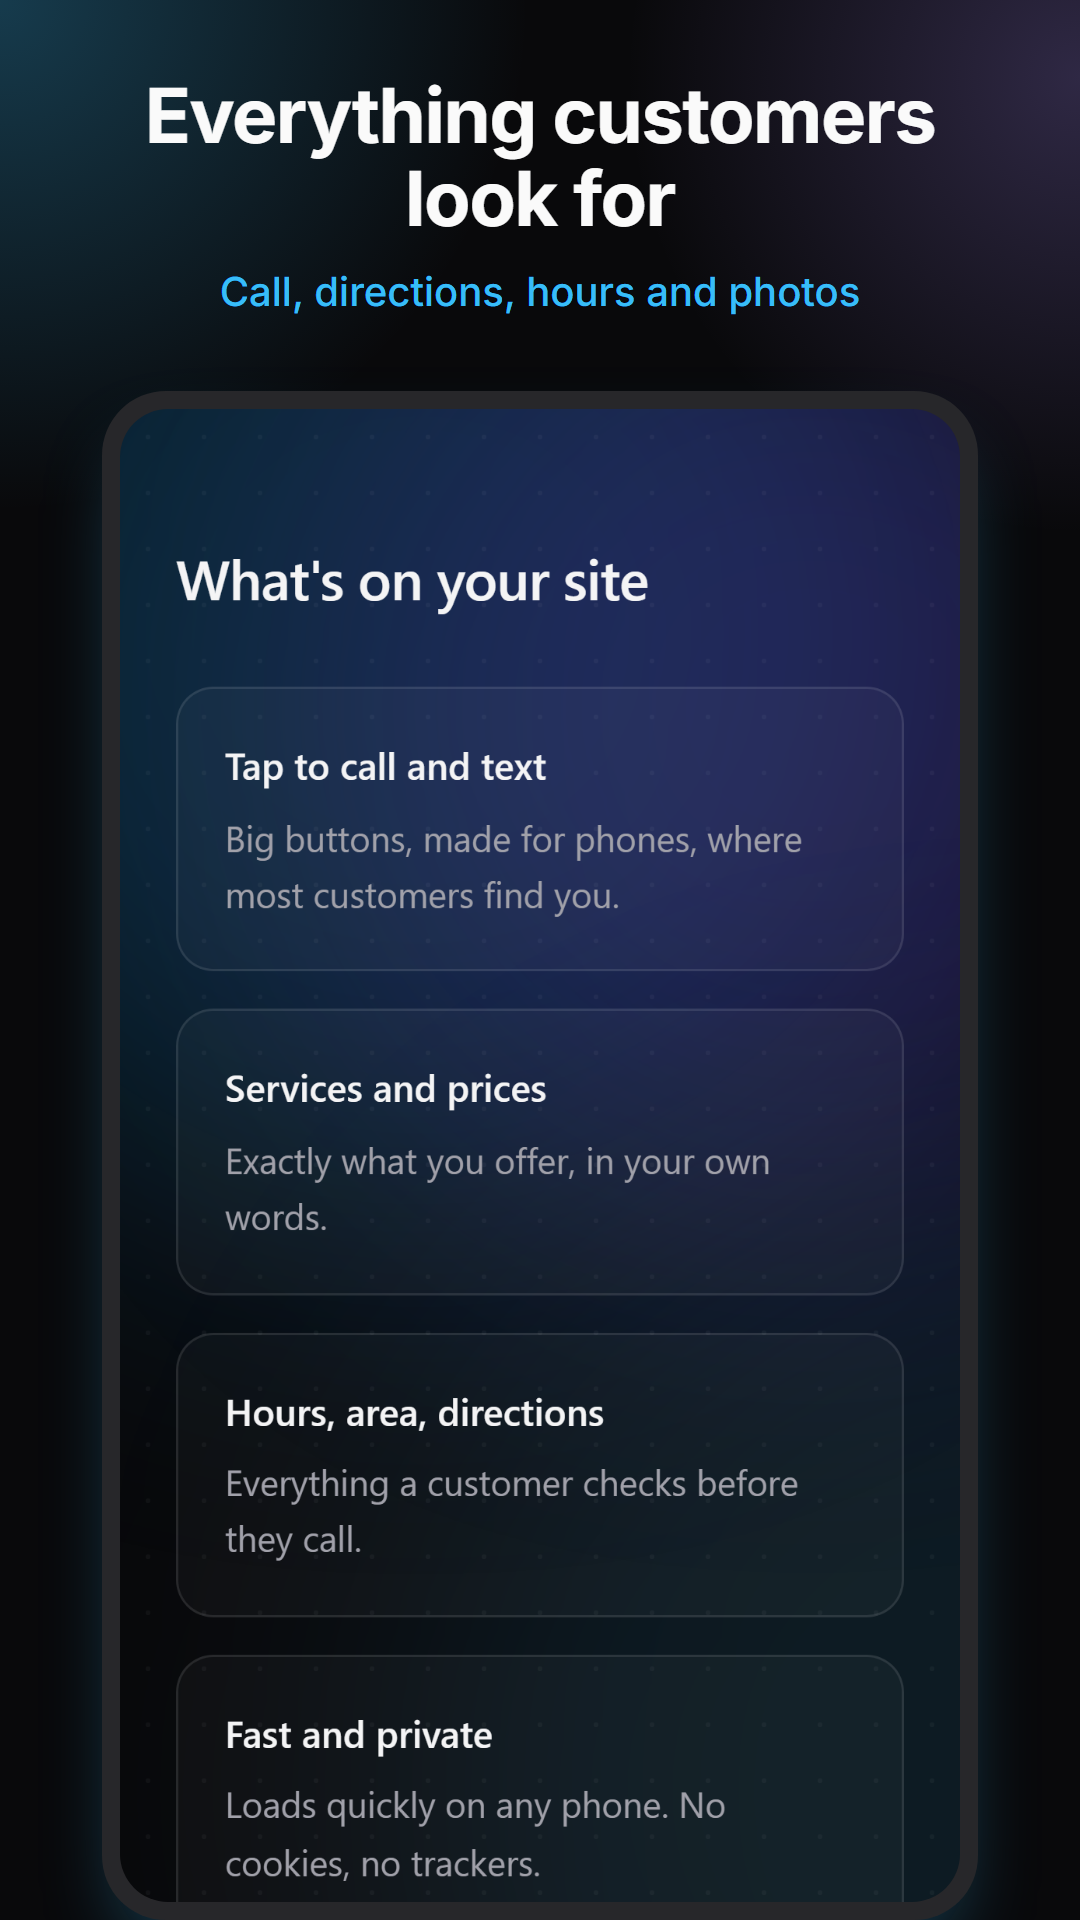 Everything customers
look for
Call, directions, hours and photos
What's on your site
Tap to call and text
Big buttons, made for phones, where
most customers find you.
Services and prices
Exactly what you offer, in your own
words.
Hours, area, directions
Everything a customer checks before
they call.
Fast and private
Loads quickly on any phone. No
cookies, no trackers.